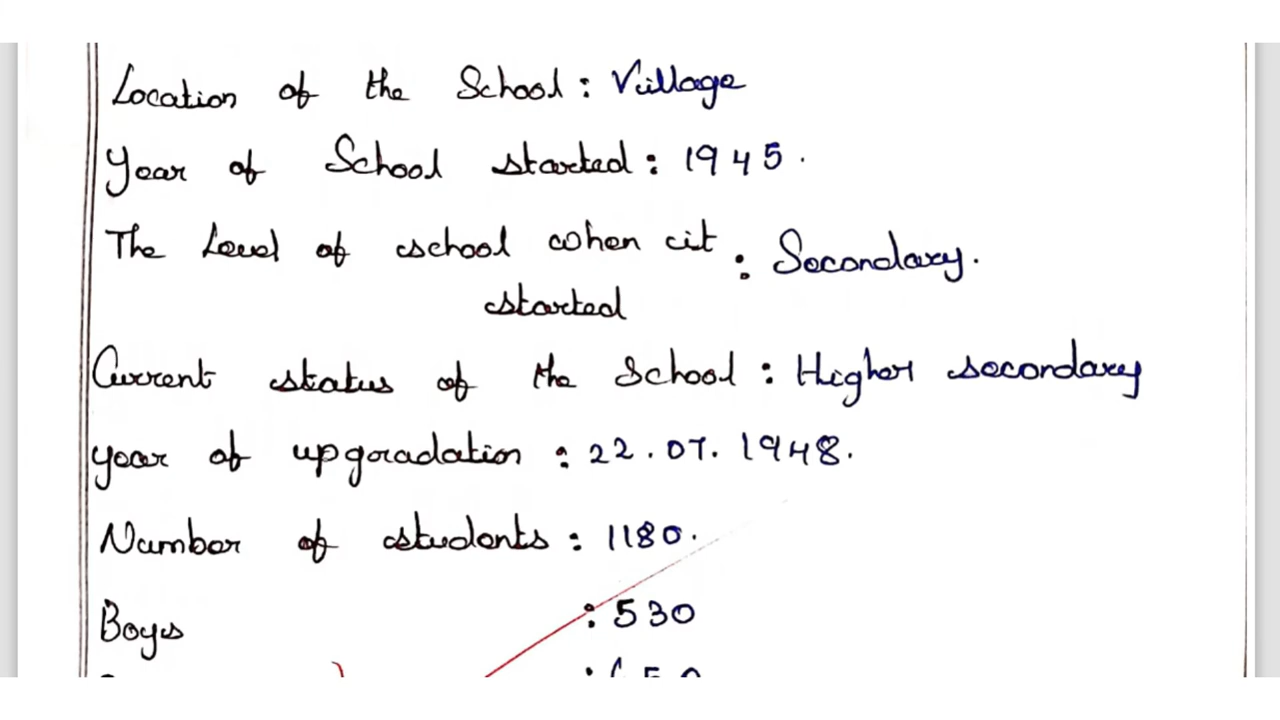 Location of the School : Village
Year of School started : 1945.
The Level of school when it : Secondary.
started
Current status of the School : Higher secondary
year of upgradation : 22.07.1948.
Number of students : 1180.
Boys : 530